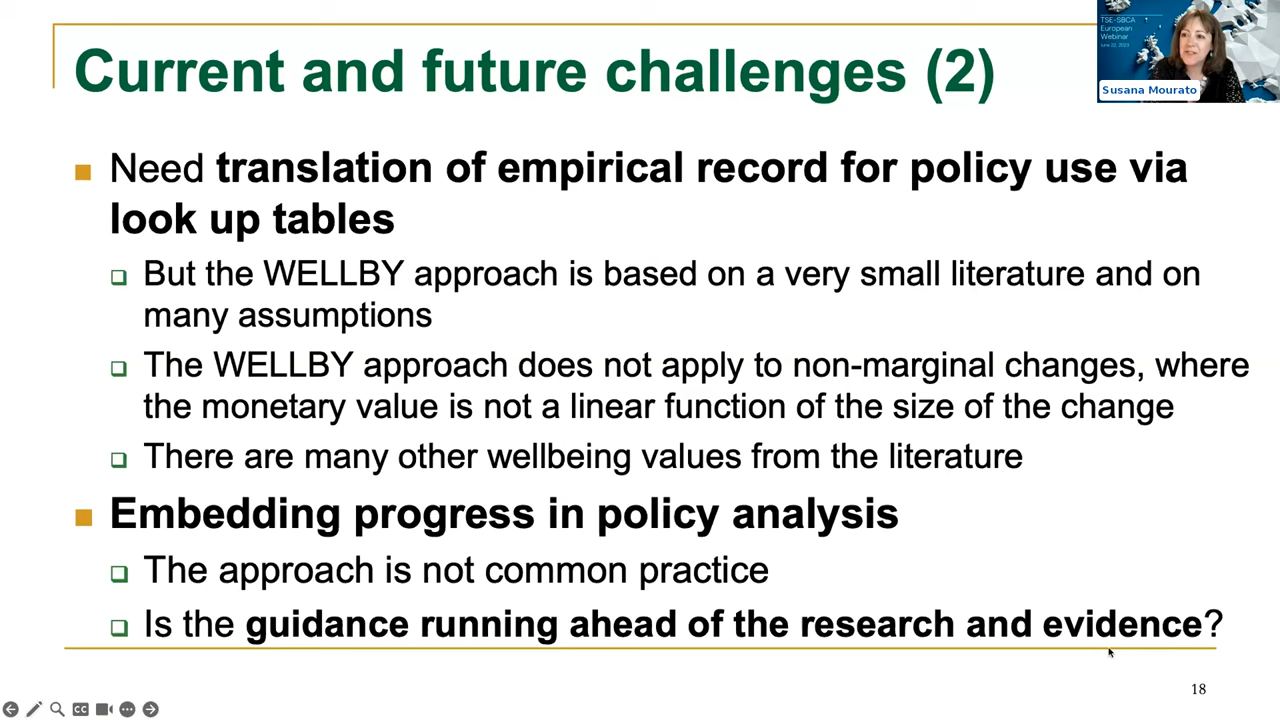 Current and future challenges (2)
TSE-SBCA
European
Webinar
June 22, 2023
Susana Mourato
Need translation of empirical record for policy use via
look up tables
But the WELLBY approach is based on a very small literature and on
many assumptions
The WELLBY approach does not apply to non-marginal changes, where
the monetary value is not a linear function of the size of the change
There are many other wellbeing values from the literature
Embedding progress in policy analysis
The approach is not common practice
Is the guidance running ahead of the research and evidence?
18
CC